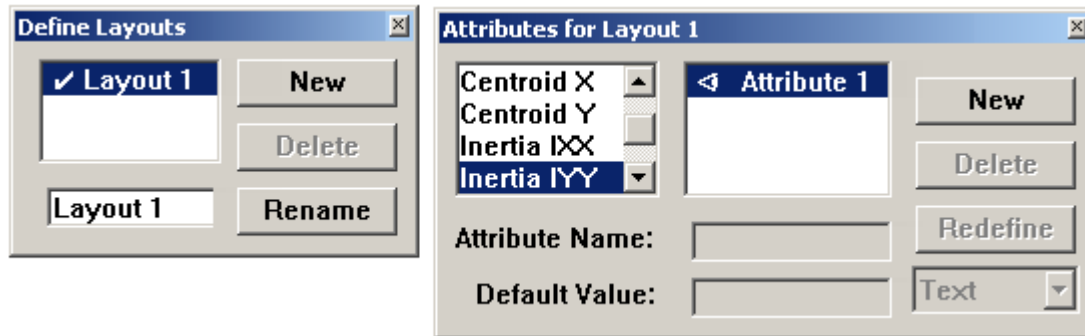 Define Layouts
✔ Layout 1
New
Delete
Layout 1
Rename
Attributes for Layout 1
Centroid X
Centroid Y
Inertia IXX
Inertia IYY
Attribute 1
New
Delete
Redefine
Attribute Name:
Default Value:
Text